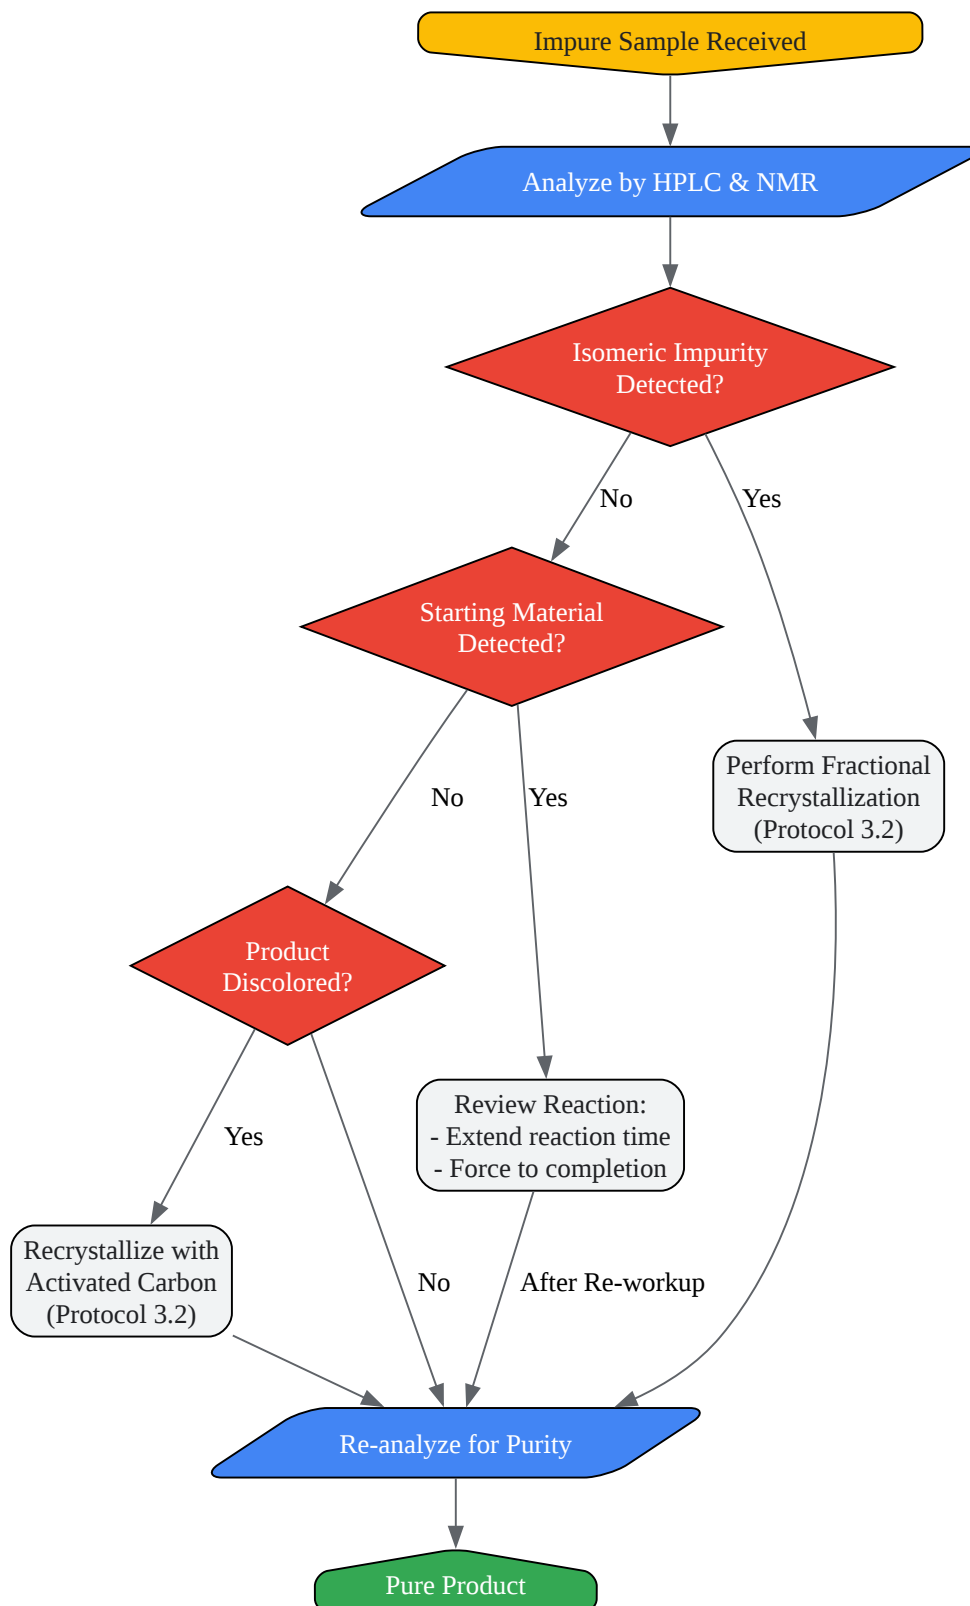 Impure Sample Received
Analyze by HPLC & NMR
Isomeric Impurity
Detected?
No
Yes
Starting Material
Detected?
No
Yes
Perform Fractional
Recrystallization
(Protocol 3.2)
Product
Discolored?
Yes
Review Reaction:
- Extend reaction time
- Force to completion
Recrystallize with
Activated Carbon
(Protocol 3.2)
No
After Re-workup
Re-analyze for Purity
Pure Product